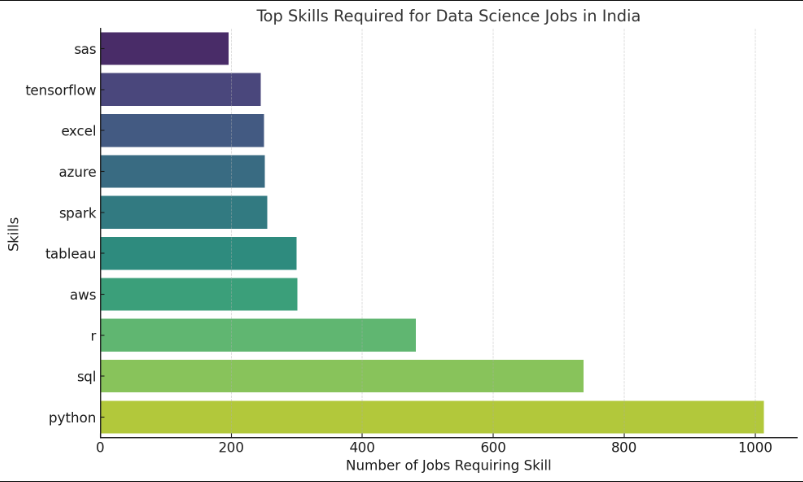 Top Skills Required for Data Science Jobs in India
Skills
sas
tensorflow
excel
azure
spark
tableau
aws
r
sql
python
0 200 400 600 800 1000
Number of Jobs Requiring Skill